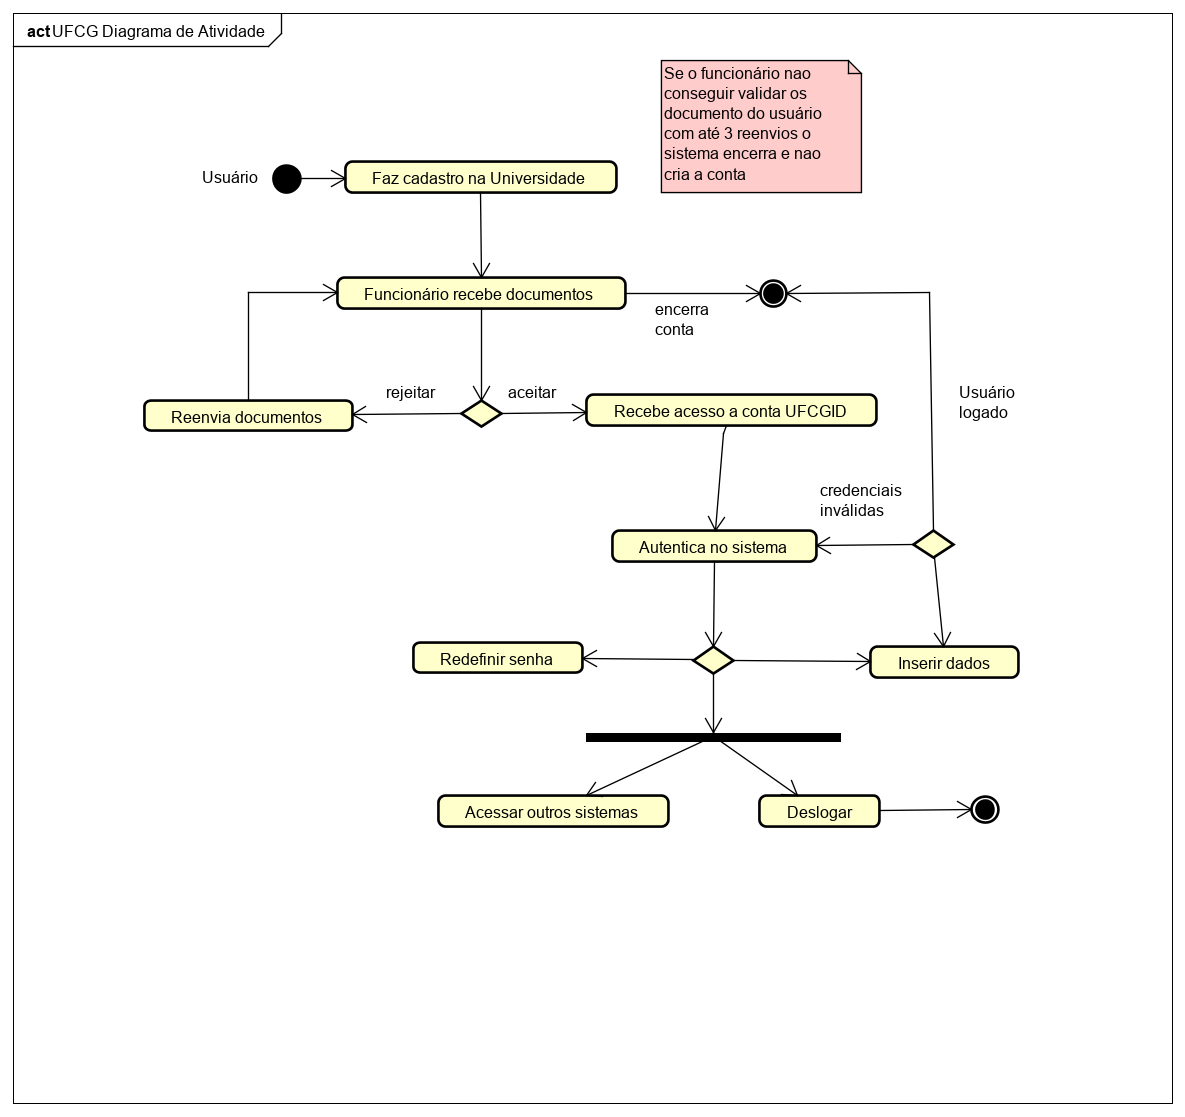 act UFCG Diagrama de Atividade
Se o funcionário nao
conseguir validar os
documento do usuário
com até 3 reenvios o
sistema encerra e nao
cria a conta
Usuário
Faz cadastro na Universidade
Funcionário recebe documentos
encerra
conta
rejeitar
aceitar
Reenvia documentos
Recebe acesso a conta UFCGID
Usuário
logado
credenciais
inválidas
Autentica no sistema
Redefinir senha
Inserir dados
Acessar outros sistemas
Deslogar